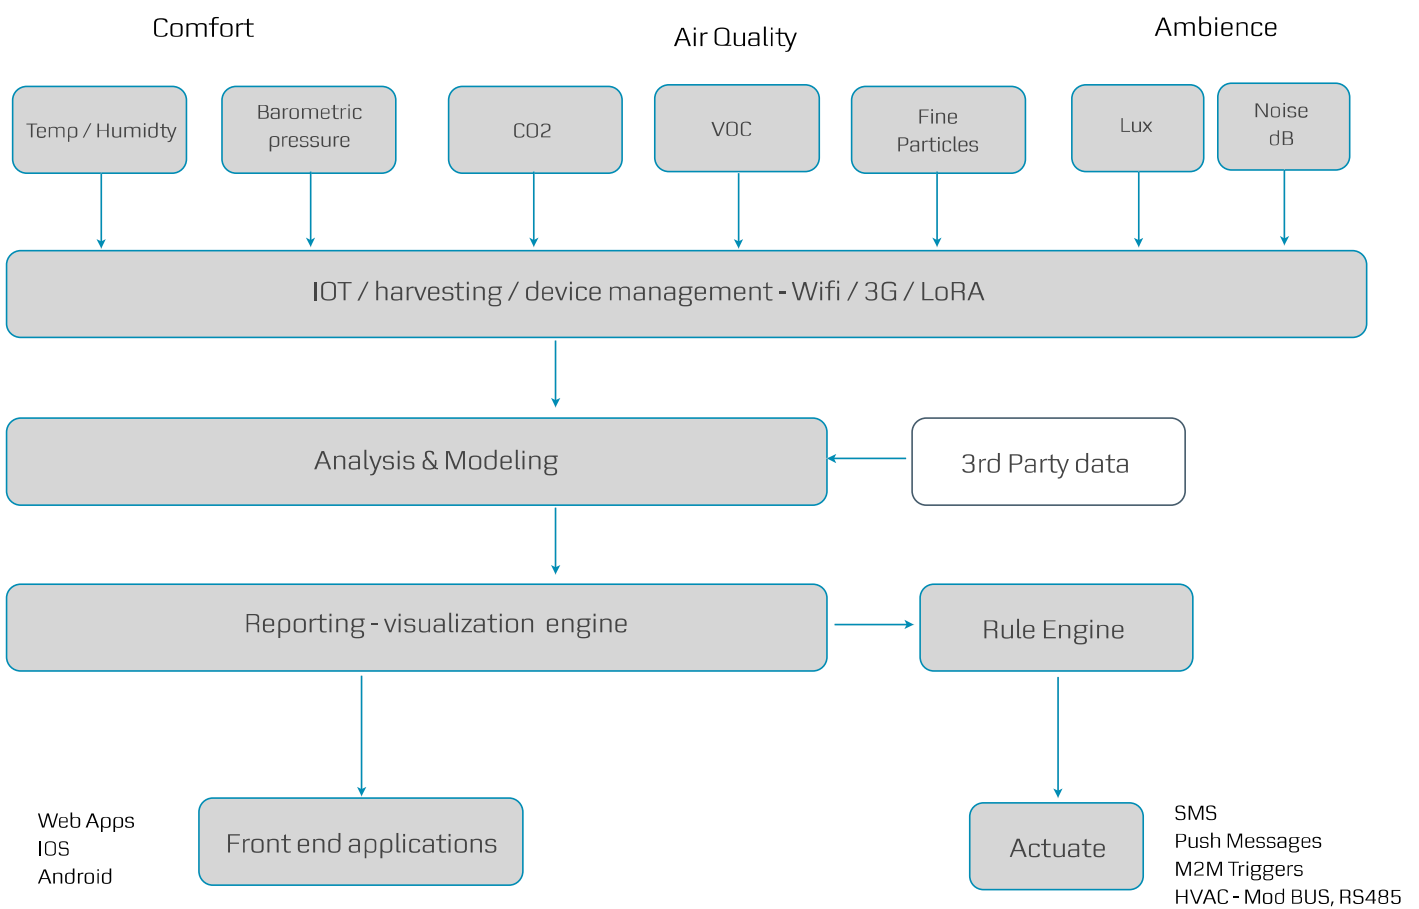 Comfort
Air Quality
Ambience
Temp / Humidty
Barometric
pressure
CO2
VOC
Fine
Particles
Lux
Noise
dB
IOT / harvesting / device management - Wifi / 3G / LoRA
Analysis & Modeling
3rd Party data
Reporting - visualization engine
Rule Engine
Web Apps
IOS
Android
Front end applications
Actuate
SMS
Push Messages
M2M Triggers
HVAC - Mod BUS, RS485